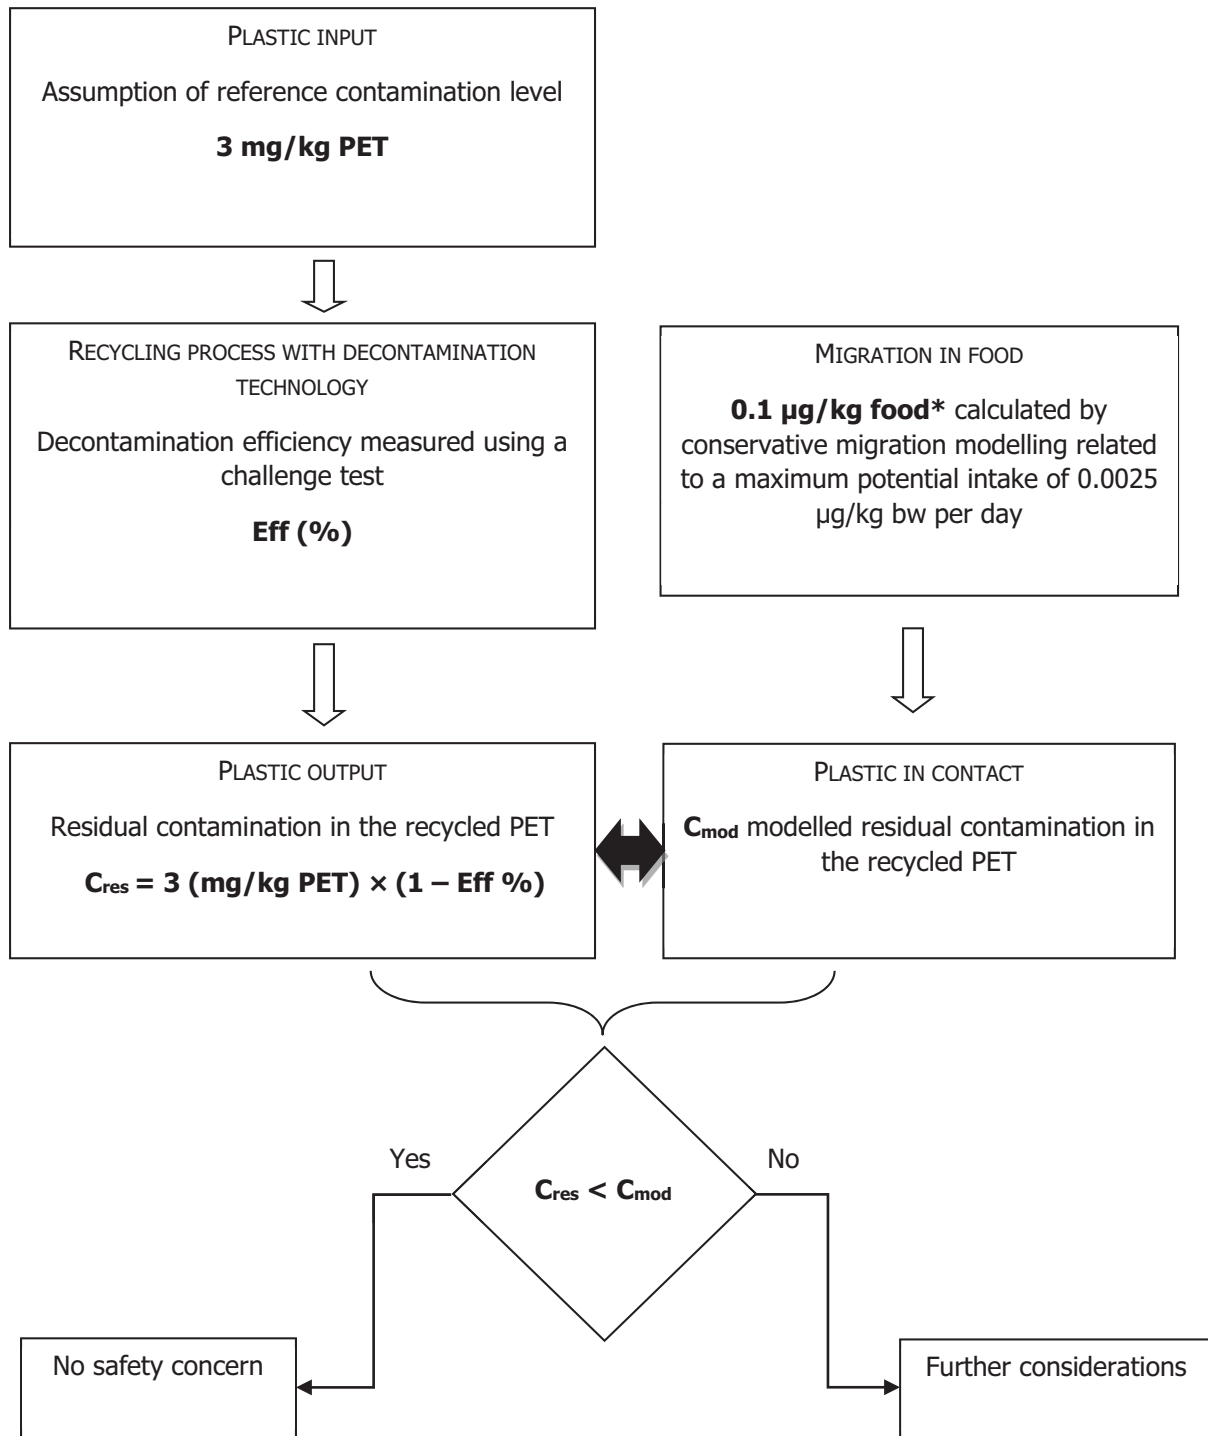 PLASTIC INPUT
Assumption of reference contamination level
3 mg/kg PET
RECYCLING PROCESS WITH DECONTAMINATION
TECHNOLOGY
Decontamination efficiency measured using a
challenge test
Eff (%)
MIGRATION IN FOOD
0.1 µg/kg food* calculated by
conservative migration modelling related
to a maximum potential intake of 0.0025
µg/kg bw per day
PLASTIC OUTPUT
Residual contamination in the recycled PET
Cres = 3 (mg/kg PET) × (1 – Eff %)
PLASTIC IN CONTACT
Cmod modelled residual contamination in
the recycled PET
Yes
No
Cres < Cmod
No safety concern
Further considerations